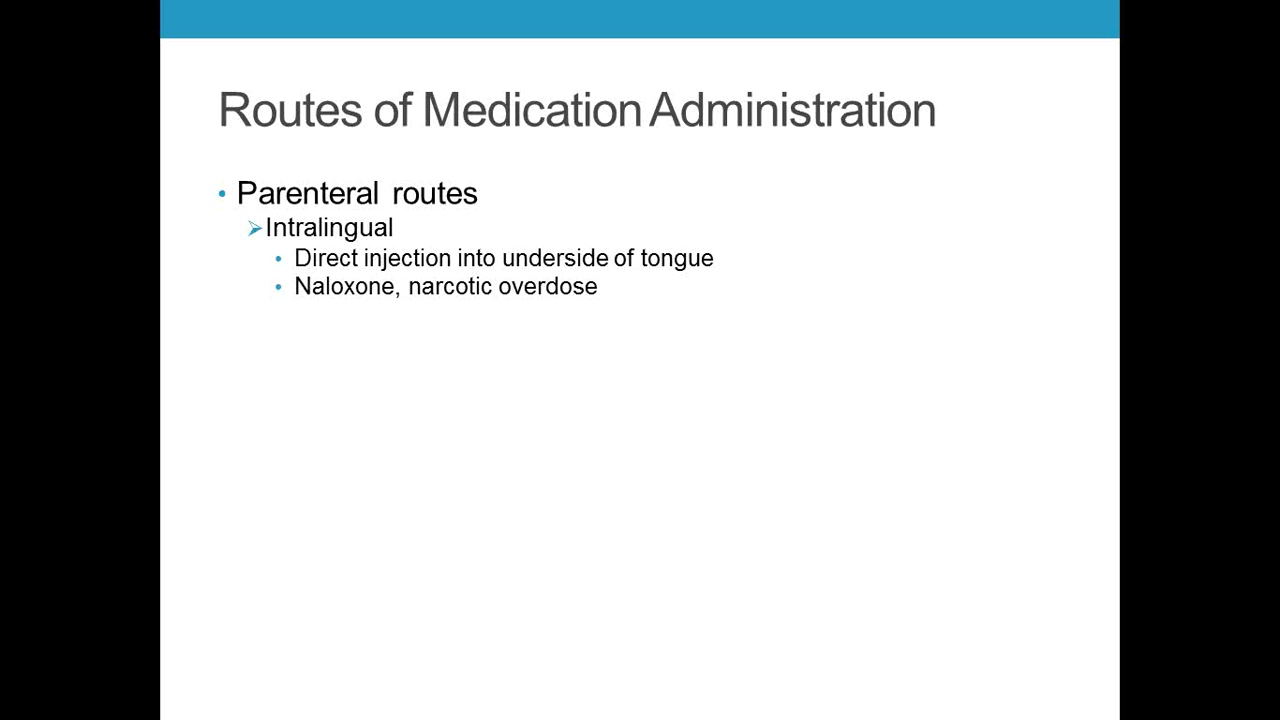 Routes of Medication Administration
• Parenteral routes
➢Intralingual
• Direct injection into underside of tongue
• Naloxone, narcotic overdose